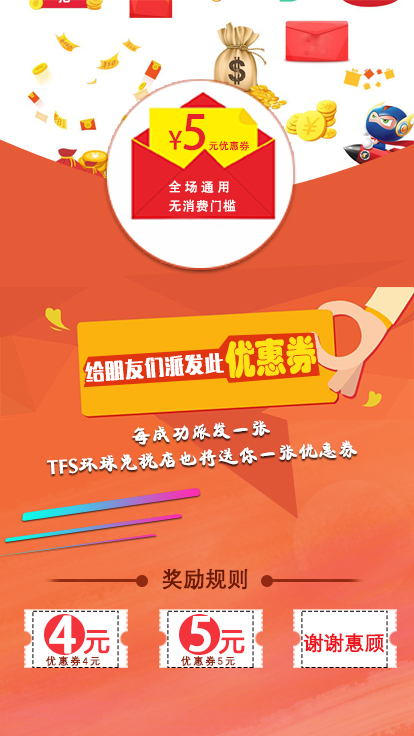 ¥5元优惠券
全场通用
无消费门槛
给朋友们派发此优惠券
每成功派发一张
TFS环球免税店也将送你一张优惠券
奖励规则
4元
优惠券4元
5元
优惠券5元
谢谢惠顾